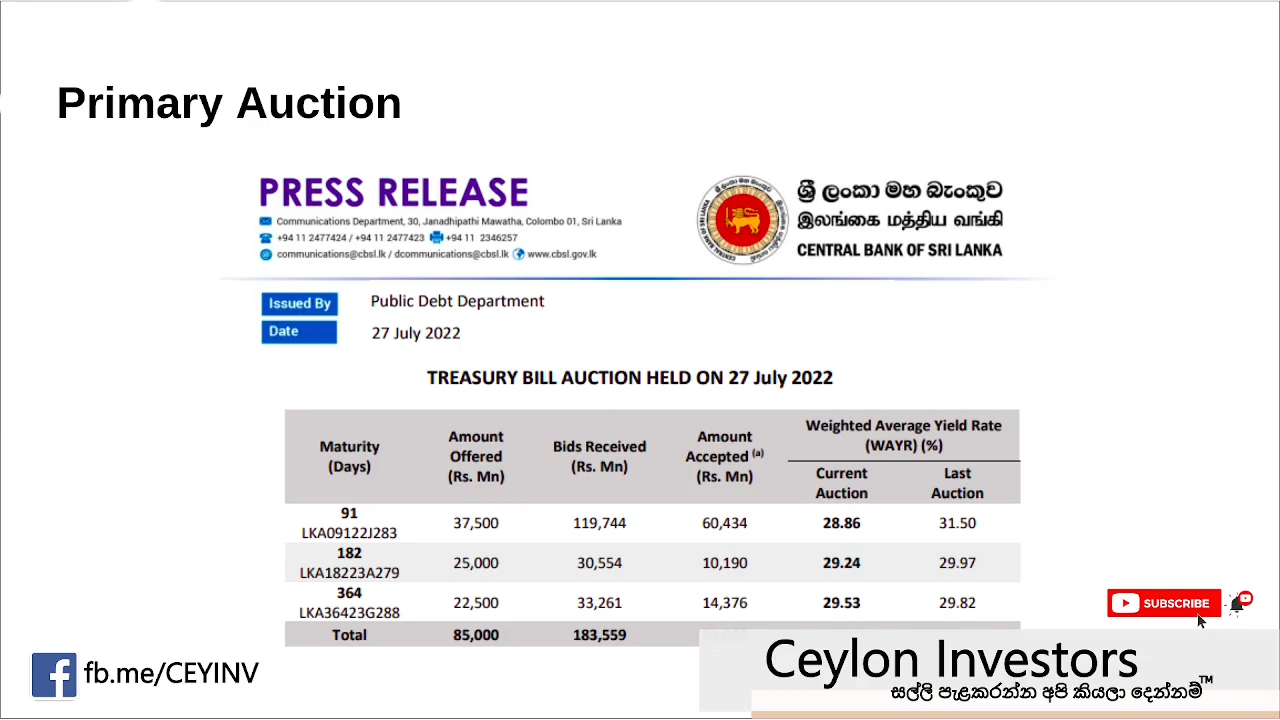 Primary Auction
PRESS RELEASE
Communications Department, 30, Janadhipathi Mawatha, Colombo 01, Sri Lanka
+94 11 2477424 / +94 11 2477423 +94 11 2346257
communications@cbsl.lk / dcommunications@cbsl.lk www.cbsl.gov.lk
ශ්‍රී ලංකා මහ බැංකුව
இலங்கை மத்திய வங்கி
CENTRAL BANK OF SRI LANKA
Issued By Public Debt Department
Date 27 July 2022
TREASURY BILL AUCTION HELD ON 27 July 2022
Maturity (Days) Amount Offered (Rs. Mn) Bids Received (Rs. Mn) Amount Accepted (a) (Rs. Mn) Weighted Average Yield Rate (WAYR) (%)
Current Auction Last Auction
91 LKA09122J283 37,500 119,744 60,434 28.86 31.50
182 LKA18223A279 25,000 30,554 10,190 29.24 29.97
364 LKA36423G288 22,500 33,261 14,376 29.53 29.82
Total 85,000 183,559
SUBSCRIBE
fb.me/CEYINV
Ceylon Investors
සල්ලි පැළකරන්න අපි කියලා දෙන්නම් TM